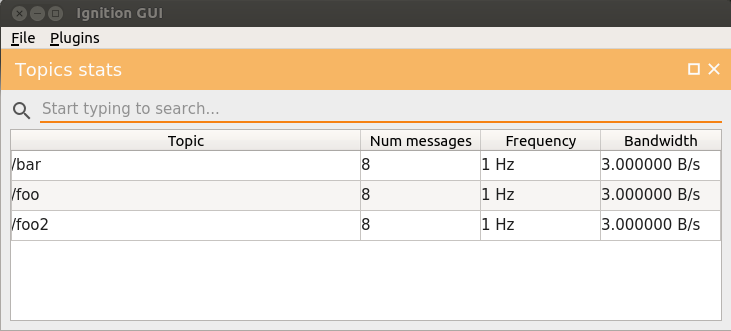 Ignition GUI
File Plugins
Topics stats
Start typing to search...
Topic Num messages Frequency Bandwidth
/bar 8 1 Hz 3.000000 B/s
/foo 8 1 Hz 3.000000 B/s
/foo2 8 1 Hz 3.000000 B/s